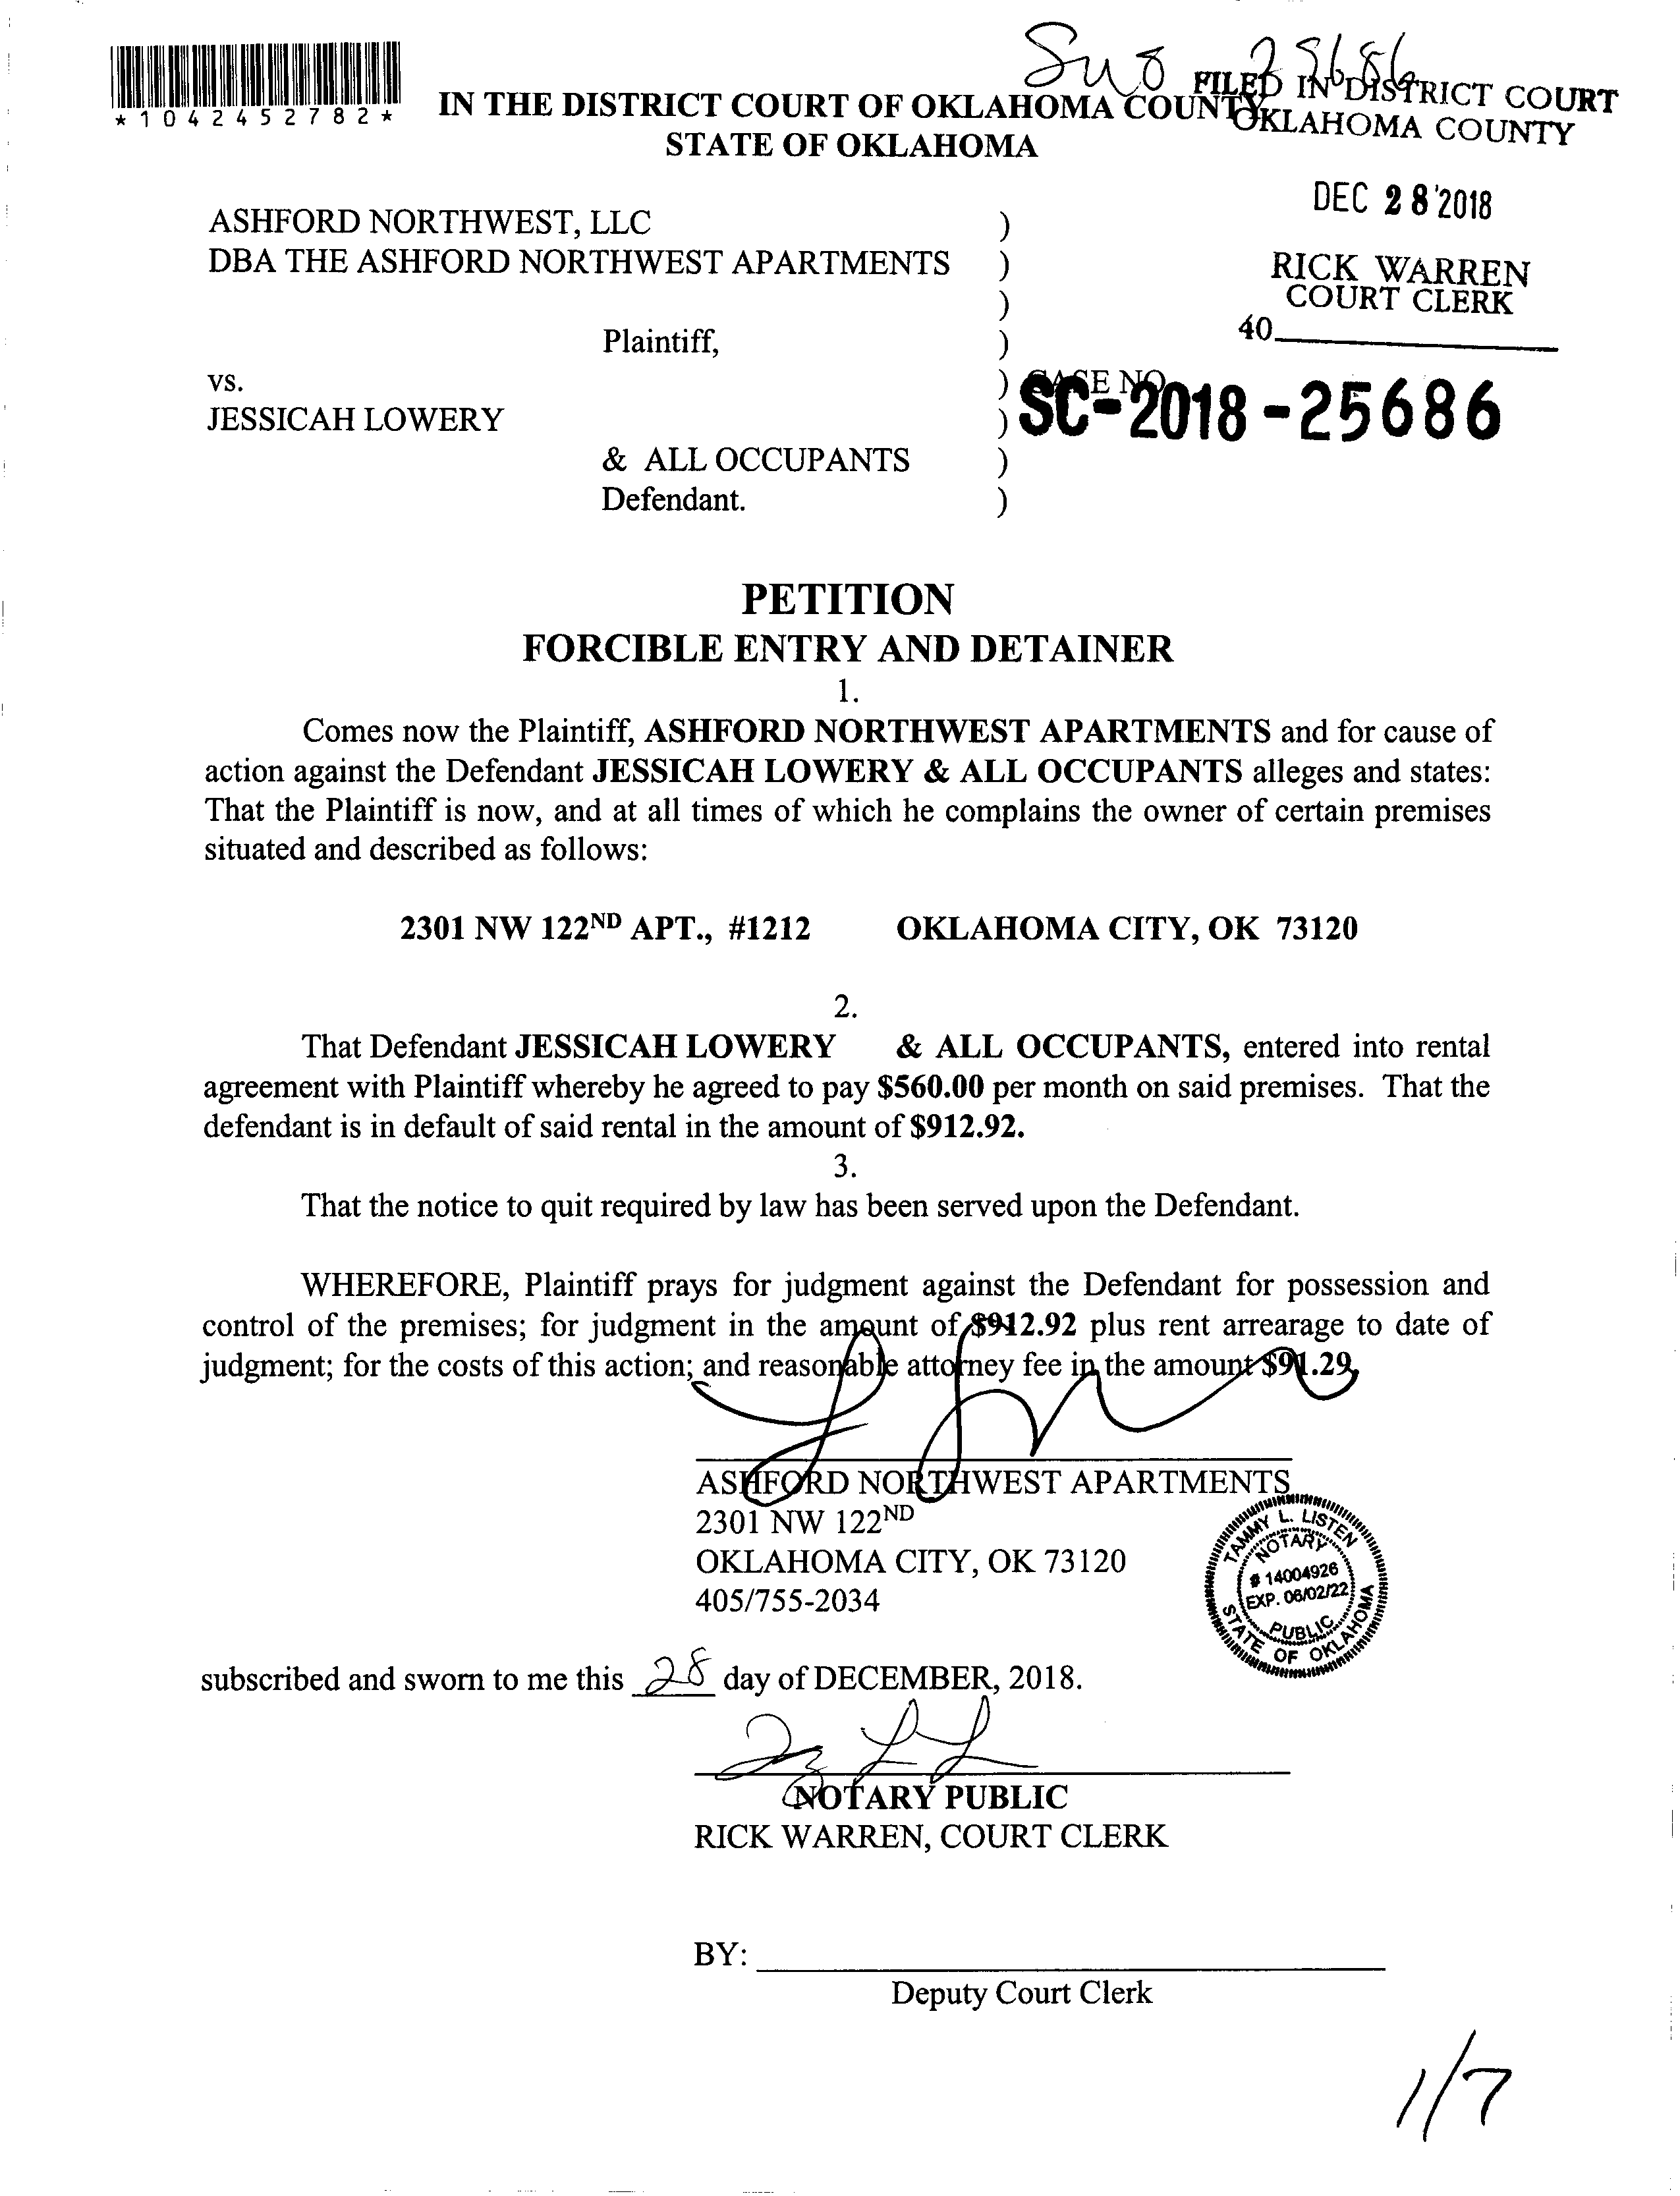 *1042452782*
IN THE DISTRICT COURT OF OKLAHOMA COUNTY
STATE OF OKLAHOMA
FILED IN DISTRICT COURT
OKLAHOMA COUNTY
DEC 28 2018
RICK WARREN
COURT CLERK
40
ASHFORD NORTHWEST, LLC )
DBA THE ASHFORD NORTHWEST APARTMENTS )
)
Plaintiff, )
vs. ) CASE NO.
SC-2018-25686
JESSICAH LOWERY )
& ALL OCCUPANTS )
Defendant. )
PETITION
FORCIBLE ENTRY AND DETAINER
1.
Comes now the Plaintiff, ASHFORD NORTHWEST APARTMENTS and for cause of
action against the Defendant JESSICAH LOWERY & ALL OCCUPANTS alleges and states:
That the Plaintiff is now, and at all times of which he complains the owner of certain premises
situated and described as follows:
2301 NW 122ND APT., #1212 OKLAHOMA CITY, OK 73120
2.
That Defendant JESSICAH LOWERY & ALL OCCUPANTS, entered into rental
agreement with Plaintiff whereby he agreed to pay $560.00 per month on said premises. That the
defendant is in default of said rental in the amount of $912.92.
3.
That the notice to quit required by law has been served upon the Defendant.
WHEREFORE, Plaintiff prays for judgment against the Defendant for possession and
control of the premises; for judgment in the amount of $912.92 plus rent arrearage to date of
judgment; for the costs of this action; and reasonable attorney fee in the amount $91.29.
ASHFORD NORTHWEST APARTMENTS
2301 NW 122ND
OKLAHOMA CITY, OK 73120
405/755-2034
TAMMY L. LISTEN
NOTARY
# 14004926
EXP. 06/02/22
PUBLIC
STATE OF OKLAHOMA
subscribed and sworn to me this 28 day of DECEMBER, 2018.
NOTARY PUBLIC
RICK WARREN, COURT CLERK
BY:
Deputy Court Clerk
1/7